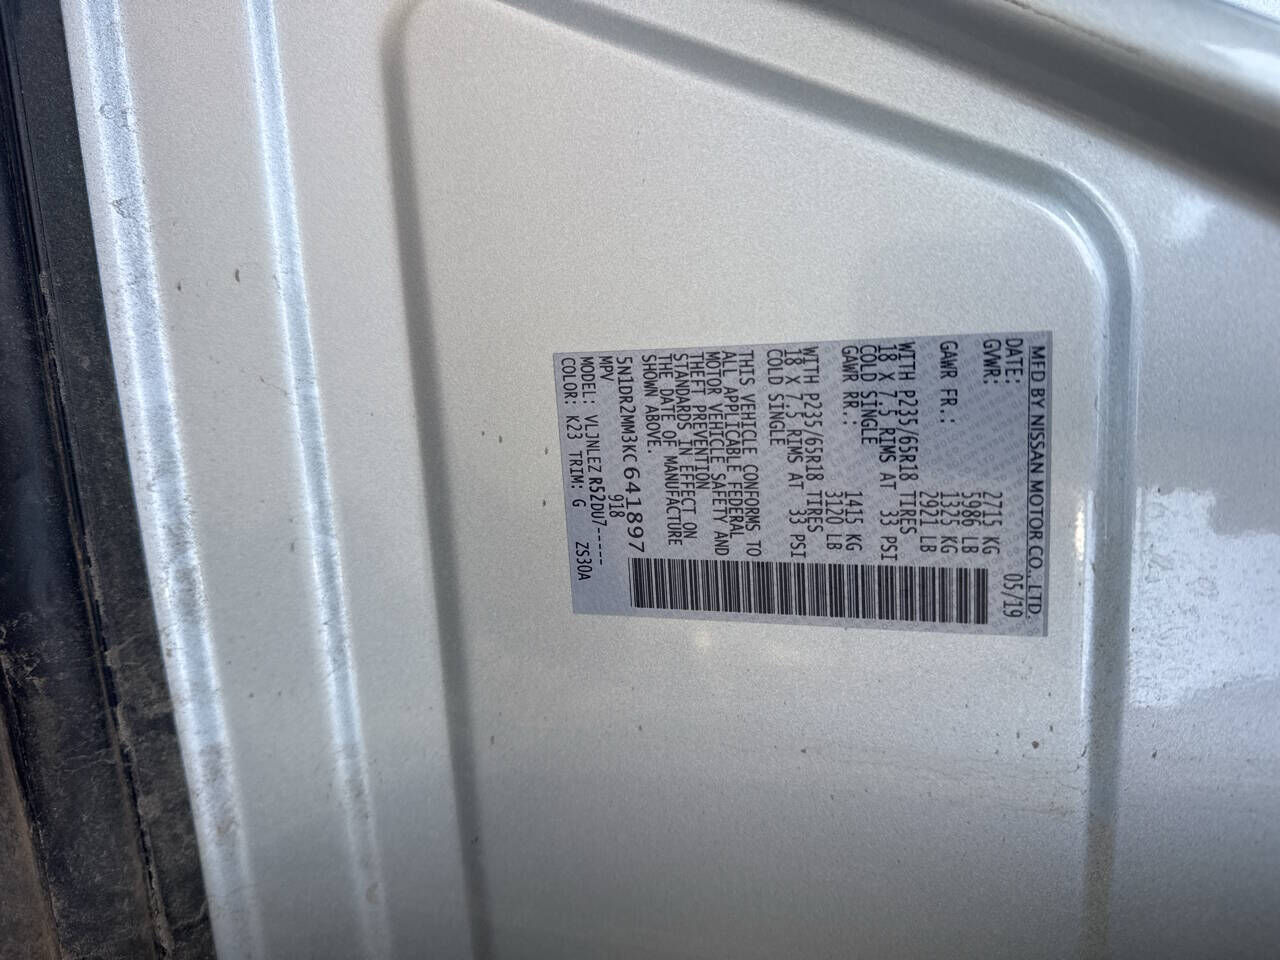 MFD BY NISSAN MOTOR CO., LTD.
DATE: 05/19
GVWR: 2715 KG
5986 LB
GAWR FR.: 1325 KG
2921 LB
WITH P235/65R18 TIRES
18 X 7.5 RIMS AT 33 PSI
COLD SINGLE
GAWR RR.: 1415 KG
3120 LB
WITH P235/65R18 TIRES
18 X 7.5 RIMS AT 33 PSI
COLD SINGLE
THIS VEHICLE CONFORMS TO
ALL APPLICABLE FEDERAL
MOTOR VEHICLE SAFETY AND
THEFT PREVENTION
STANDARDS IN EFFECT ON
THE DATE OF MANUFACTURE
SHOWN ABOVE.
5N1DR2MM3KC641897
MPV 918
MODEL: VLJNLEZ R52DU7-----
COLOR: K23 TRIM: G ZS30A